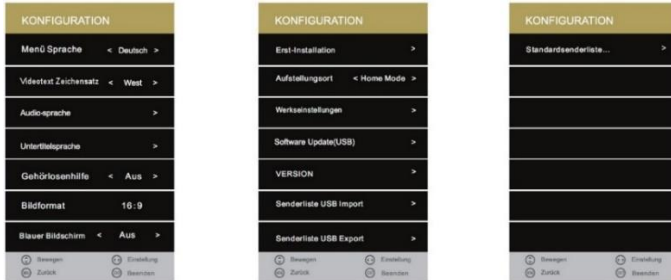 KONFIGURATION
Menü Sprache < Deutsch >
Videotext Zeichensatz < West >
Audio-sprache >
Untertitelsprache >
Gehörlosenhilfe < Aus >
Bildformat 16:9
Blauer Bildschirm < Aus >
Bewegen Einstellung
Zurück Beenden
KONFIGURATION
Erst-Installation >
Aufstellungsort < Home Mode >
Werkseinstellungen >
Software Update(USB) >
VERSION >
Senderliste USB Import >
Senderliste USB Export >
Bewegen Einstellung
Zurück Beenden
KONFIGURATION
Standardsenderliste... >
Bewegen Einstellung
Zurück Beenden